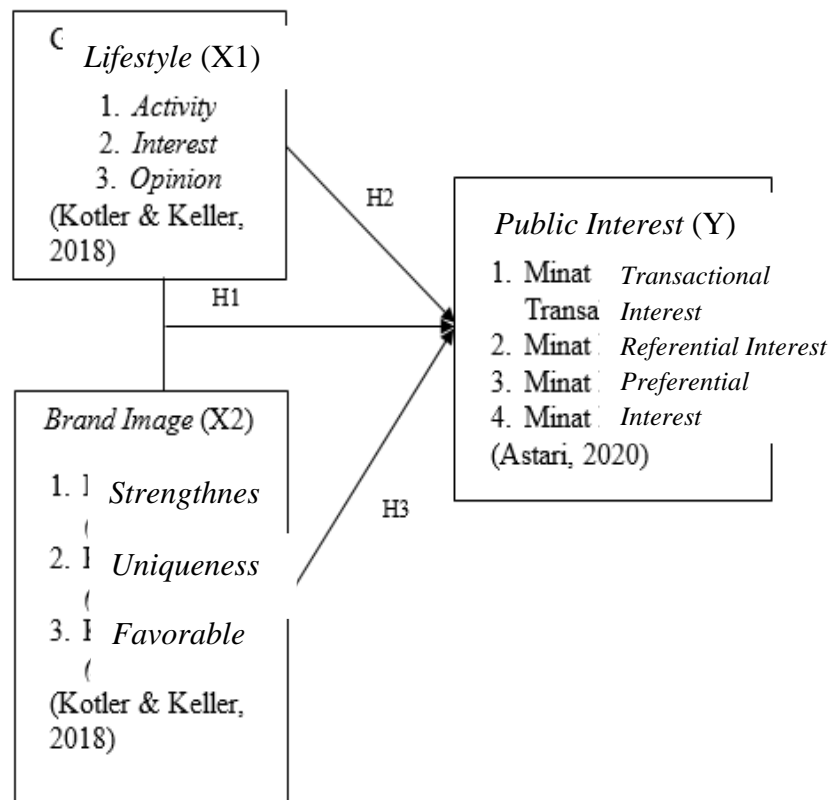 Lifestyle (X1)
1. Activity
2. Interest
3. Opinion
(Kotler & Keller,
2018)
H2
H1
Public Interest (Y)
1. Minat Transactional
Interest
2. Minat Referential Interest
3. Minat Preferential
4. Minat Interest
(Astari, 2020)
Brand Image (X2)
1. Strengthnes
2. Uniqueness
3. Favorable
(Kotler & Keller,
2018)
H3